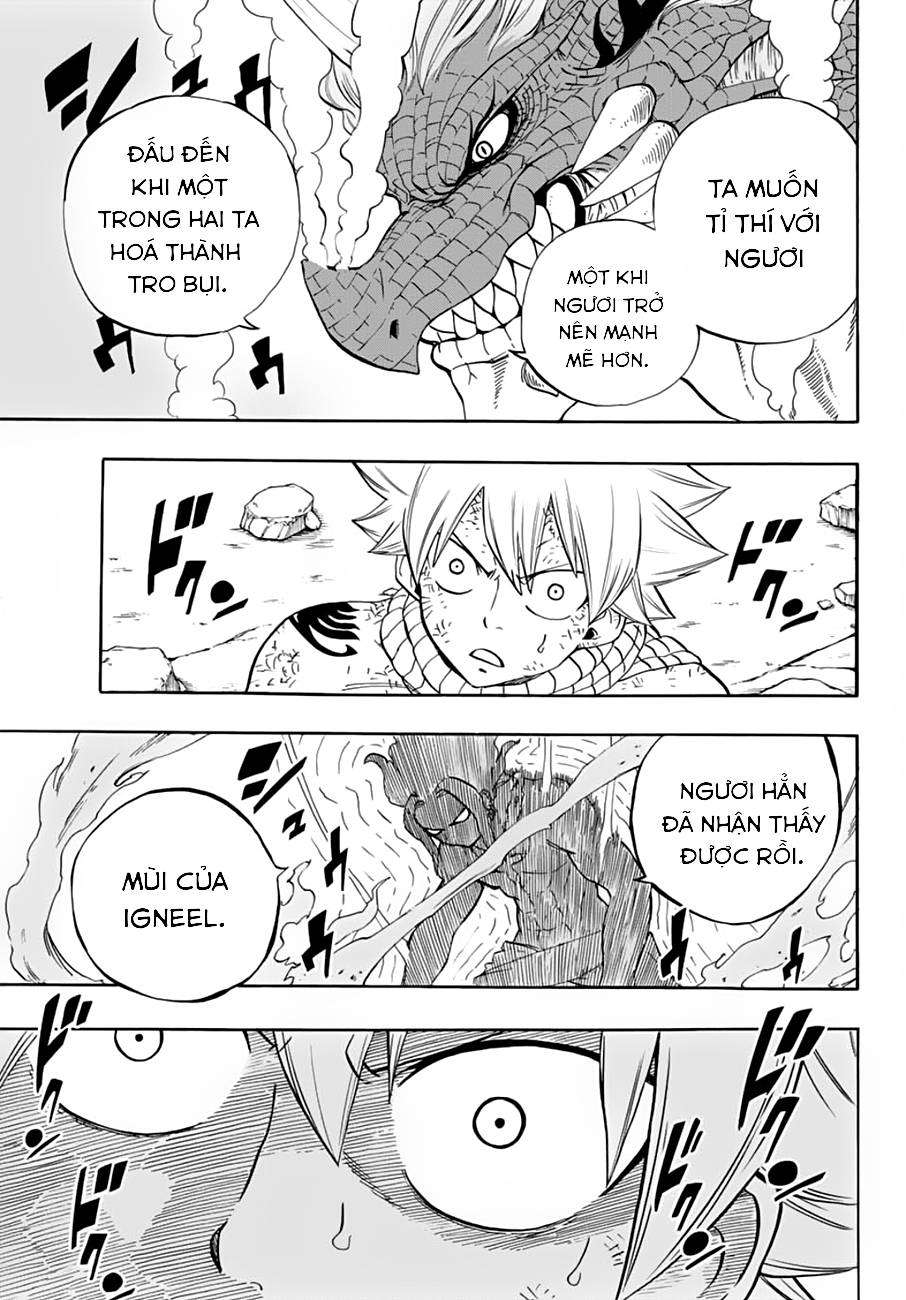 TA MUỐN
TỈ THÍ VỚI
NGƯƠI
MỘT KHI
NGƯƠI TRỞ
NÊN MẠNH
MẼ HƠN.
ĐẤU ĐẾN
KHI MỘT
TRONG HAI TA
HOÁ THÀNH
TRO BỤI.
NGƯƠI HẲN
ĐÃ NHẬN THẤY
ĐƯỢC RỒI.
MÙI CỦA
IGNEEL.